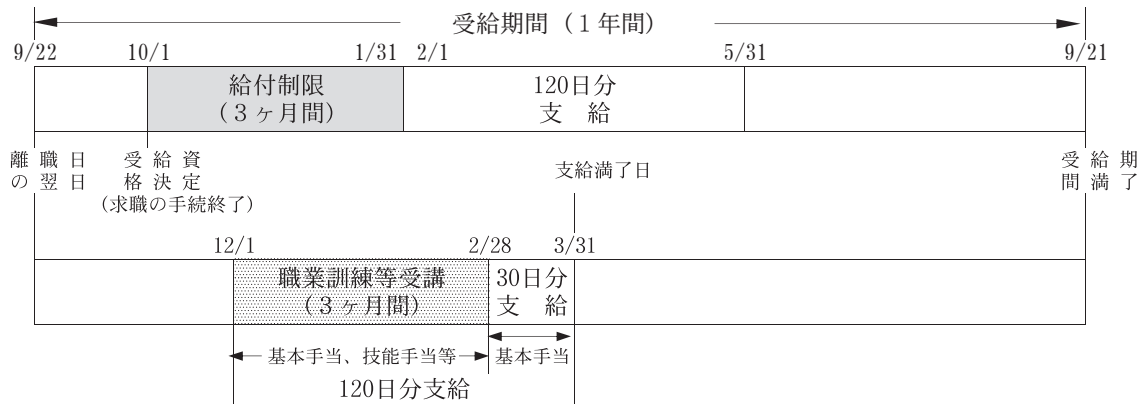 受給期間（１年間）
9/22 10/1 1/31 2/1 5/31 9/21
給付制限
（３ヶ月間）
120日分
支　給
離職日
の翌日
受給資
格決定
（求職の手続終了）
支給満了日
受給期
間満了
12/1 2/28 3/31
職業訓練等受講
（３ヶ月間）
30日分
支　給
基本手当、技能手当等
基本手当
120日分支給